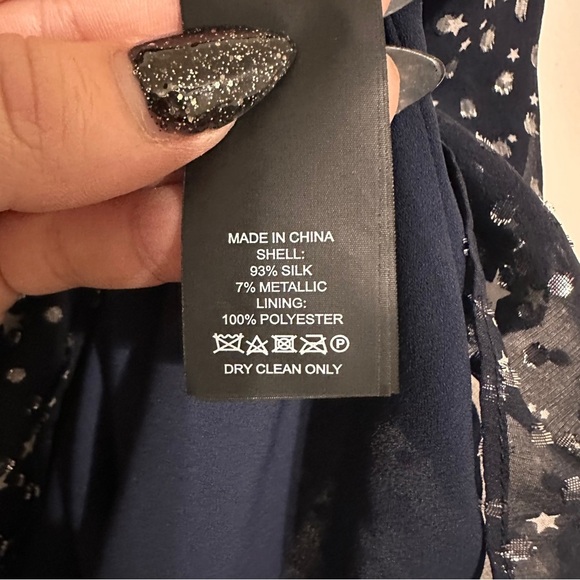 MADE IN CHINA
SHELL:
93% SILK
7% METALLIC
LINING:
100% POLYESTER
P
DRY CLEAN ONLY